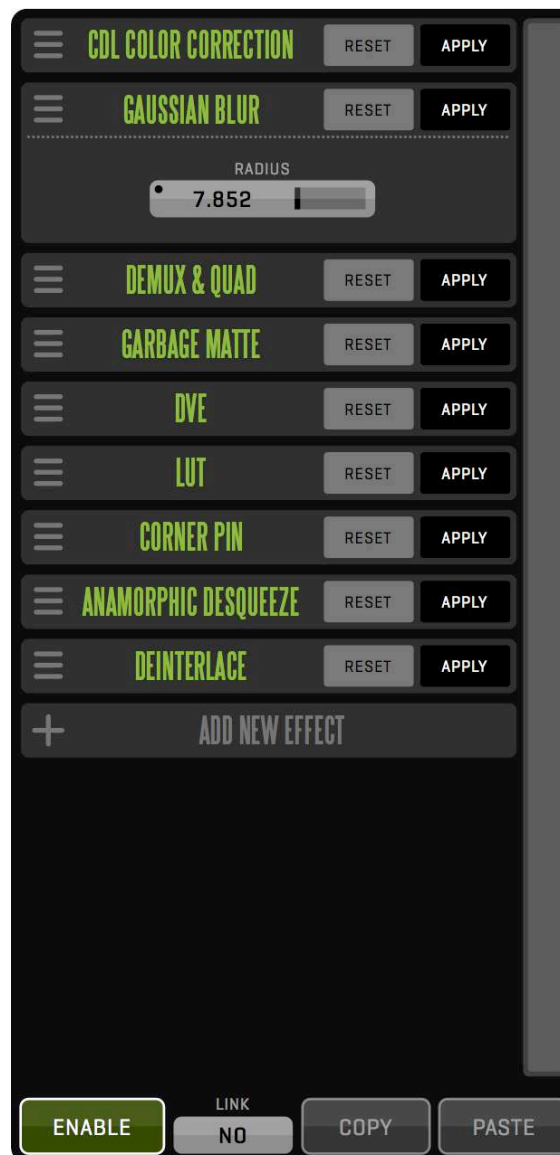 CDL COLOR CORRECTION RESET APPLY
GAUSSIAN BLUR RESET APPLY
RADIUS
7.852
DEMUX & QUAD RESET APPLY
GARBAGE MATTE RESET APPLY
DVE RESET APPLY
LUT RESET APPLY
CORNER PIN RESET APPLY
ANAMORPHIC DESQUEEZE RESET APPLY
DEINTERLACE RESET APPLY
+ ADD NEW EFFECT
LINK
ENABLE NO COPY PASTE